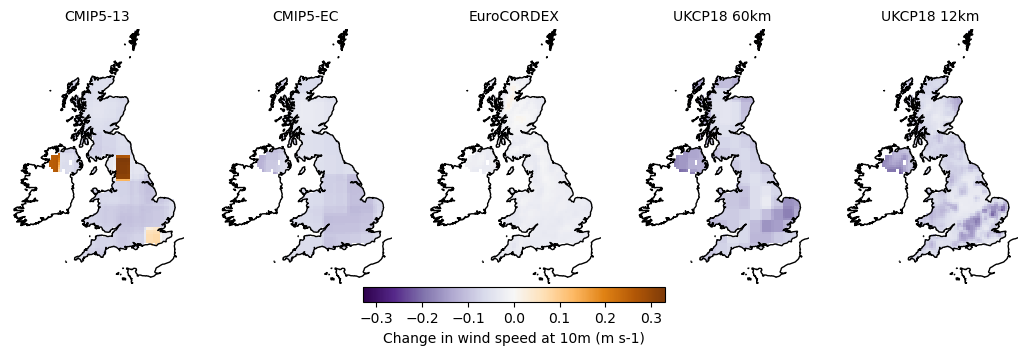 CMIP5-13 CMIP5-EC EuroCORDEX UKCP18 60km UKCP18 12km
−0.3 −0.2 −0.1 0.0 0.1 0.2 0.3
Change in wind speed at 10m (m s-1)